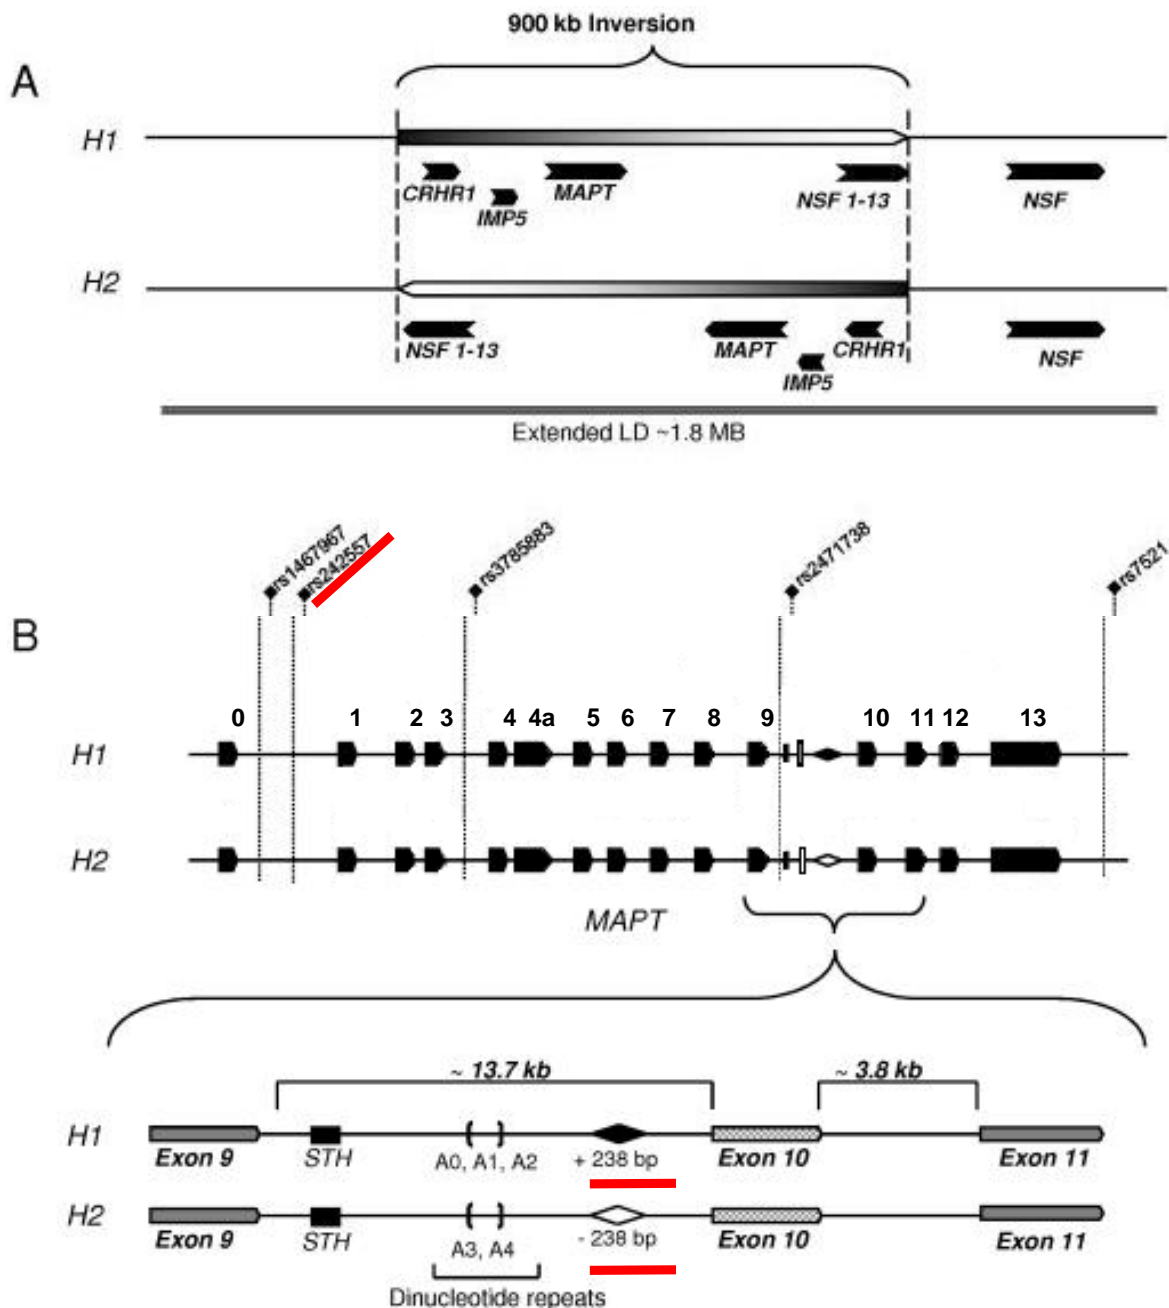 900 kb Inversion
A
H1
CRHR1
IMP5
MAPT
NSF 1-13
NSF
H2
NSF 1-13
MAPT
IMP5
CRHR1
NSF
Extended LD ~1.8 MB
rs1467967
rs242557
rs3785883
rs2471738
rs7521
B
0 1 2 3 4 4a 5 6 7 8 9 10 11 12 13
H1
H2
MAPT
~ 13.7 kb
~ 3.8 kb
H1
Exon 9
STH
A0, A1, A2
+ 238 bp
Exon 10
Exon 11
H2
Exon 9
STH
A3, A4
- 238 bp
Exon 10
Exon 11
Dinucleotide repeats